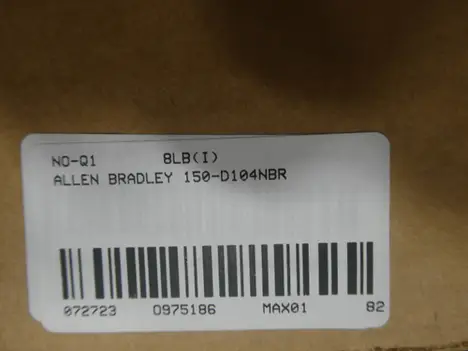 NO-Q1 8LB(I)
ALLEN BRADLEY 150-D104NBR
072723 0975186 MAX01 82